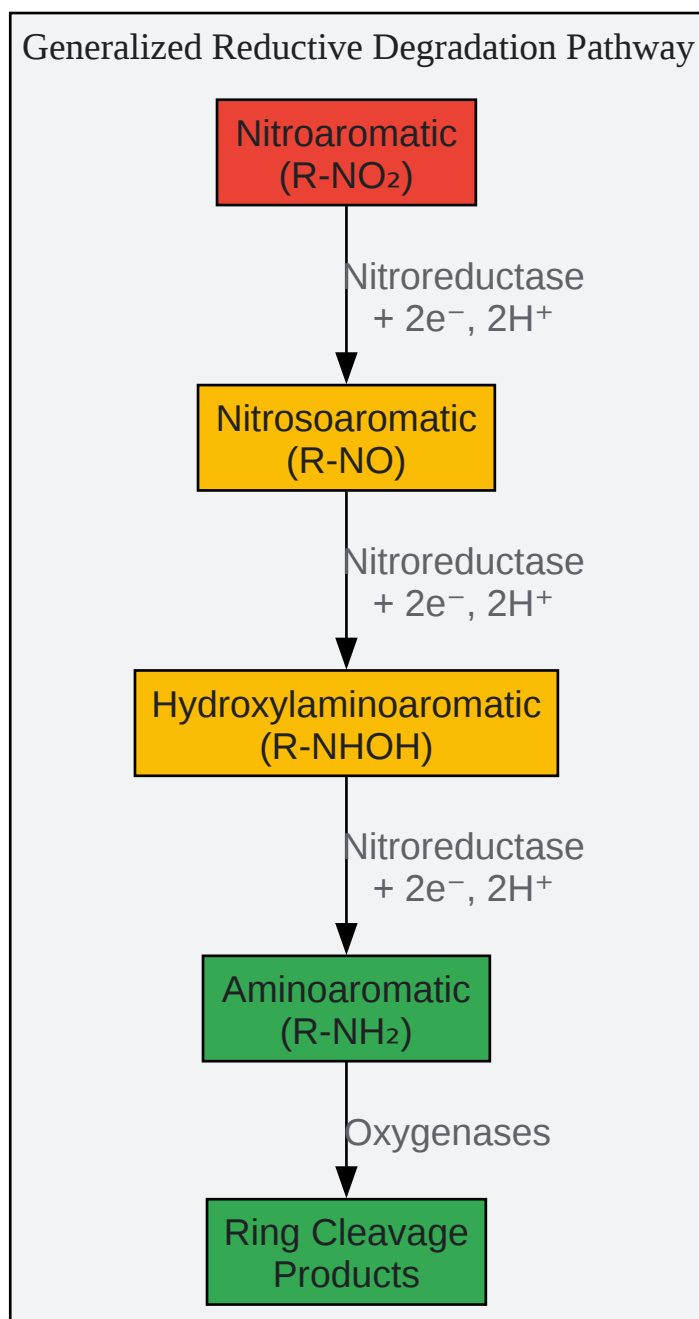 Generalized Reductive Degradation Pathway
Nitroaromatic
(R-NO₂)
Nitroreductase
+ 2e⁻, 2H⁺
Nitrosoaromatic
(R-NO)
Nitroreductase
+ 2e⁻, 2H⁺
Hydroxylaminoaromatic
(R-NHOH)
Nitroreductase
+ 2e⁻, 2H⁺
Aminoaromatic
(R-NH₂)
Oxygenases
Ring Cleavage
Products